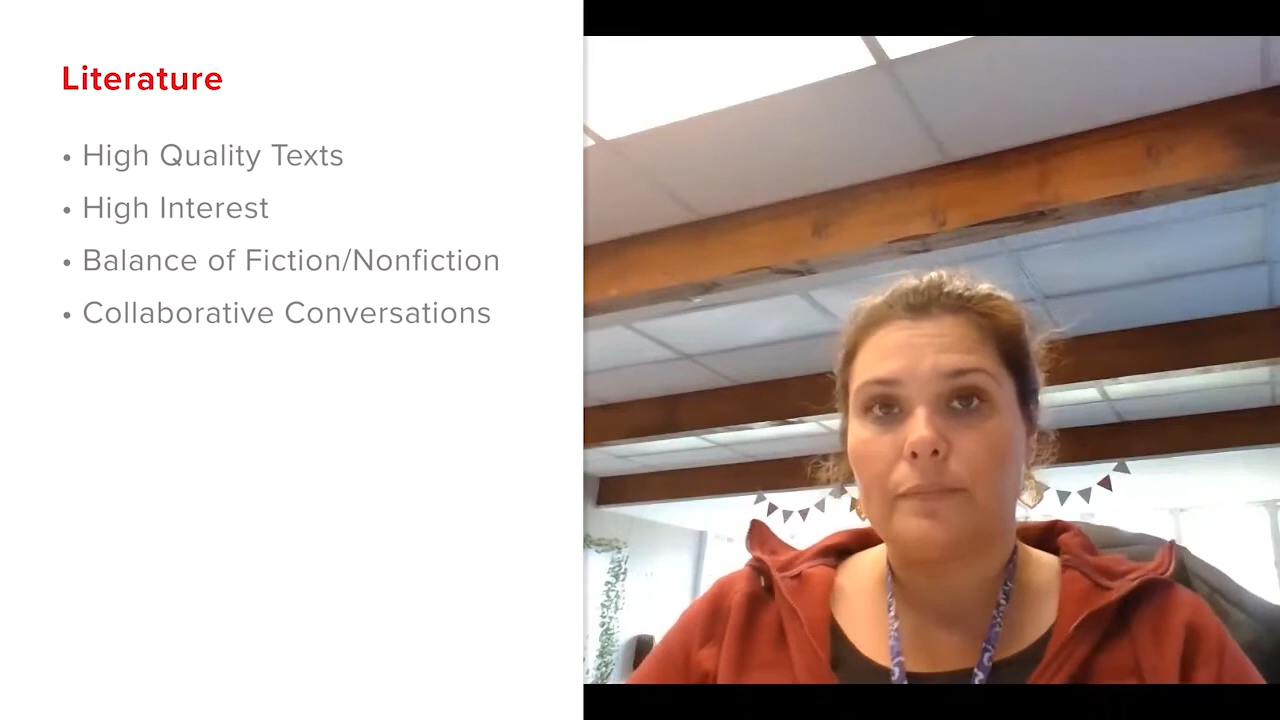 Literature
• High Quality Texts
• High Interest
• Balance of Fiction/Nonfiction
• Collaborative Conversations